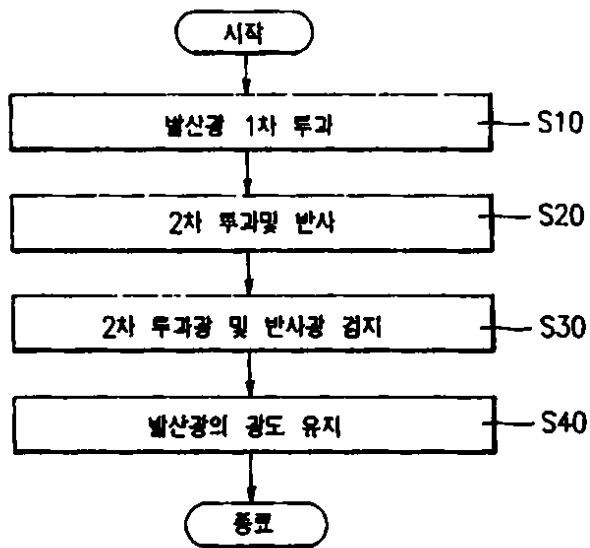 시작
발산광 1차 투과 S10
2차 투과및 반사 S20
2차 투과광 및 반사광 검지 S30
발산광의 광도 유지 S40
종료